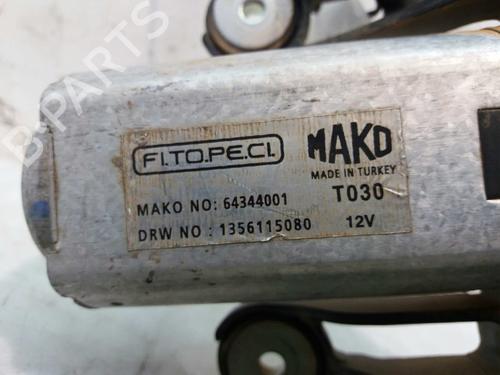 B-PARTS
FI.TO.PE.CI.
MAKO
MADE IN TURKEY
MAKO NO: 64344001 T030
DRW NO : 1356115080 12V